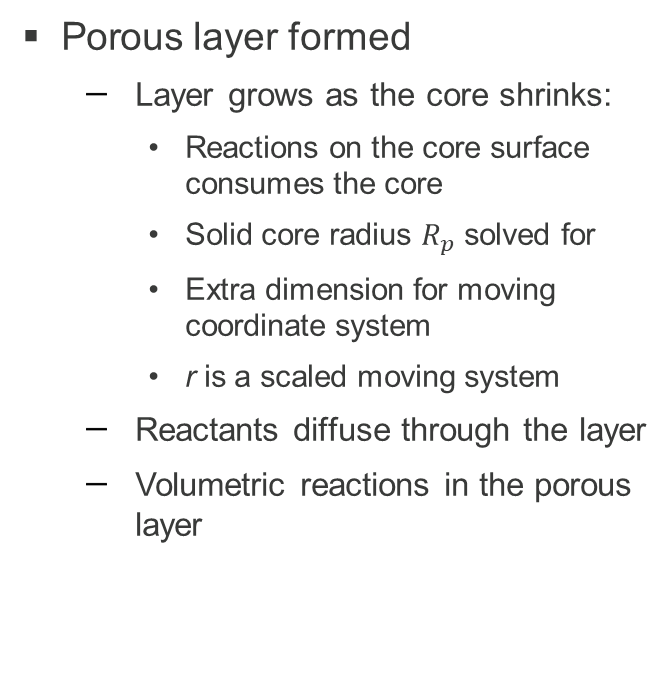 ▪ Porous layer formed
– Layer grows as the core shrinks:
• Reactions on the core surface
consumes the core
• Solid core radius R_p solved for
• Extra dimension for moving
coordinate system
• r is a scaled moving system
– Reactants diffuse through the layer
– Volumetric reactions in the porous
layer